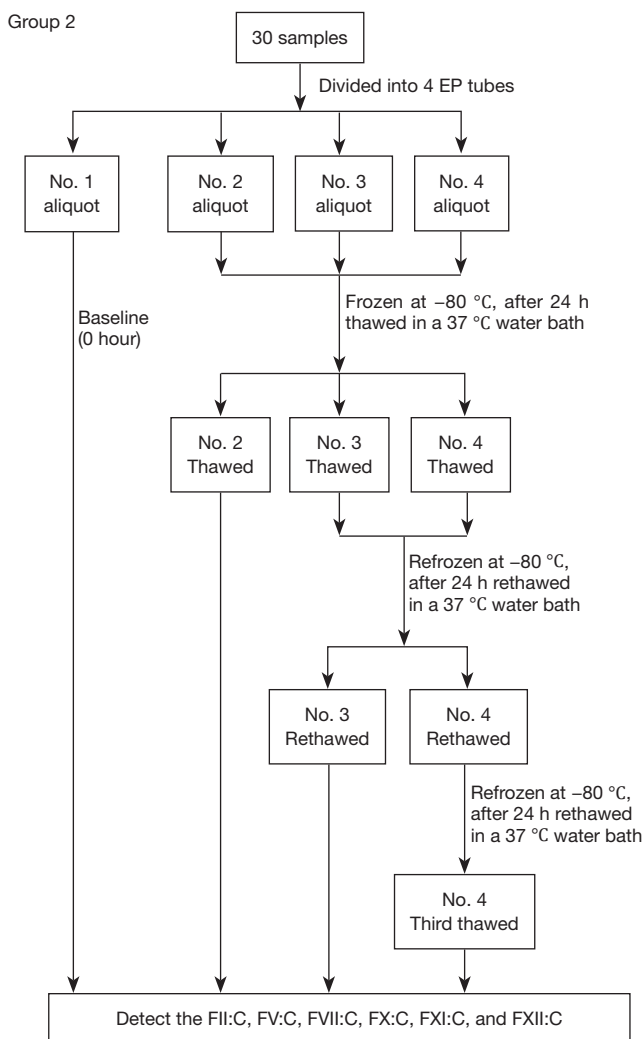 Group 2
30 samples
Divided into 4 EP tubes
No. 1
aliquot
No. 2
aliquot
No. 3
aliquot
No. 4
aliquot
Baseline
(0 hour)
Frozen at −80 °C, after 24 h
thawed in a 37 °C water bath
No. 2
Thawed
No. 3
Thawed
No. 4
Thawed
Refrozen at −80 °C,
after 24 h rethawed
in a 37 °C water bath
No. 3
Rethawed
No. 4
Rethawed
Refrozen at −80 °C,
after 24 h rethawed
in a 37 °C water bath
No. 4
Third thawed
Detect the FII:C, FV:C, FVII:C, FX:C, FXI:C, and FXII:C